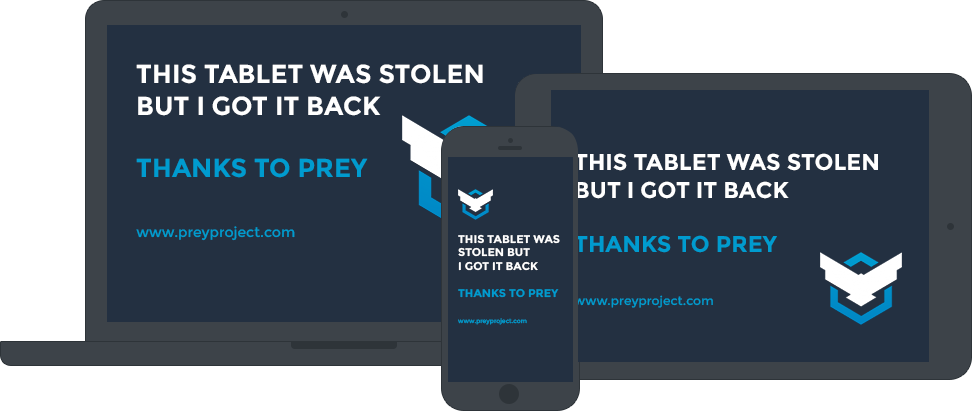 THIS TABLET WAS STOLEN
BUT I GOT IT BACK
THANKS TO PREY
www.preyproject.com
THIS TABLET WAS
STOLEN BUT
I GOT IT BACK
THANKS TO PREY
www.preyproject.com
THIS TABLET WAS STOLEN
BUT I GOT IT BACK
THANKS TO PREY
www.preyproject.com